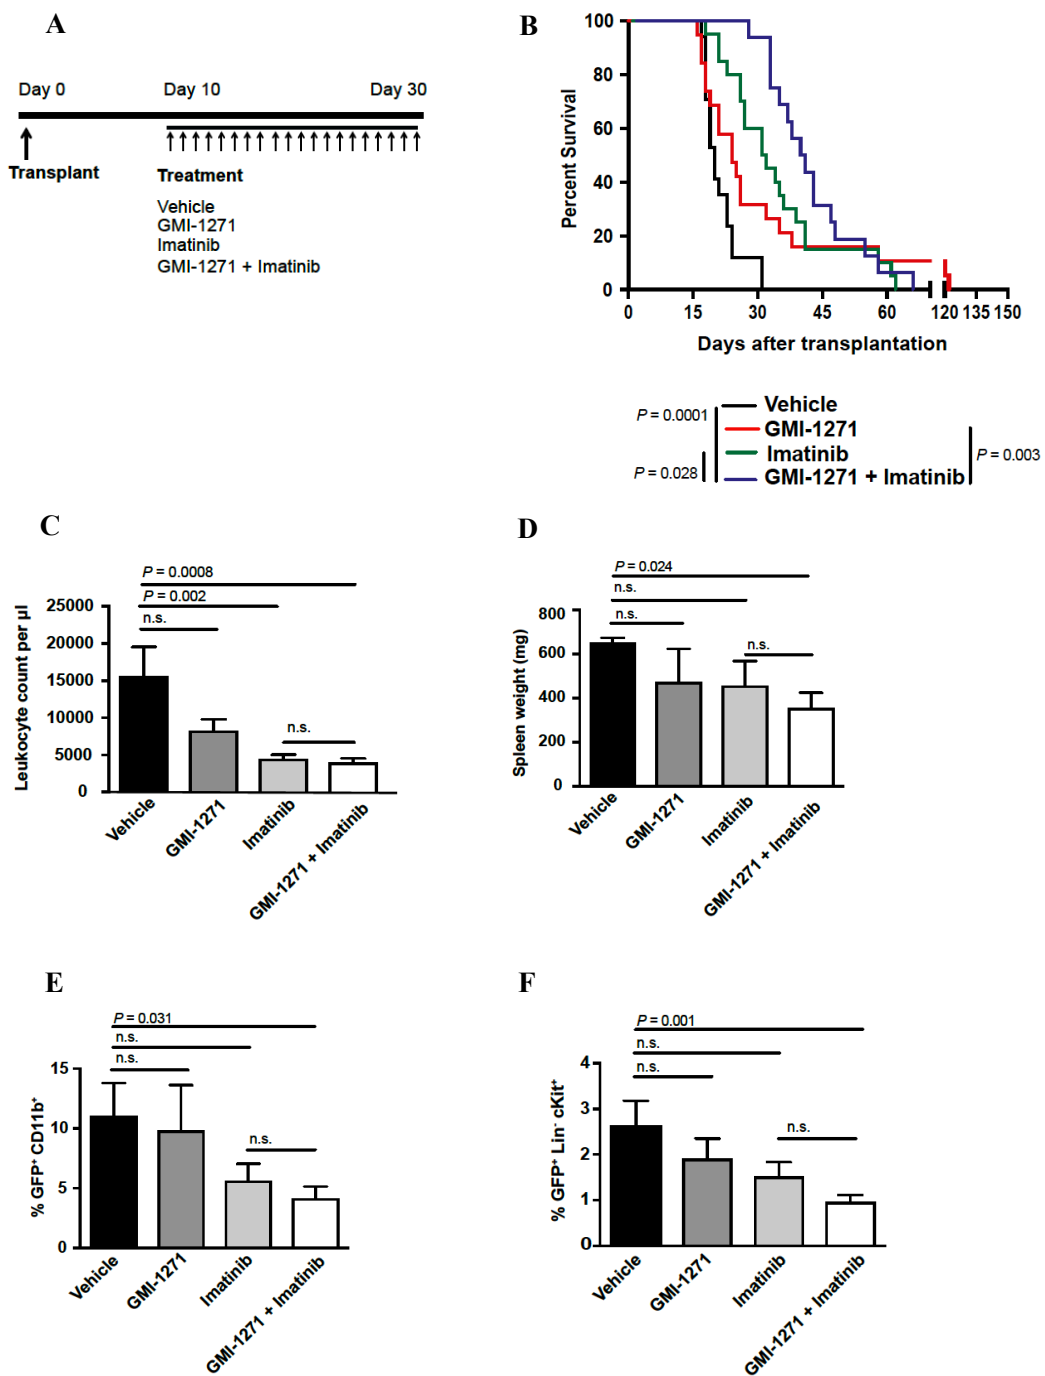 A
Day 0 Day 10 Day 30
Transplant
Treatment
Vehicle
GMI-1271
Imatinib
GMI-1271 + Imatinib
B
Percent Survival
100
80
60
40
20
0
0 15 30 45 60 120 135 150
Days after transplantation
P = 0.0001
P = 0.028
Vehicle
GMI-1271
Imatinib
GMI-1271 + Imatinib
P = 0.003
C
P = 0.0008
P = 0.002
n.s.
n.s.
Leukocyte count per µl
25000
20000
15000
10000
5000
0
Vehicle
GMI-1271
Imatinib
GMI-1271 + Imatinib
D
P = 0.024
n.s.
n.s.
n.s.
Spleen weight (mg)
800
600
400
200
0
Vehicle
GMI-1271
Imatinib
GMI-1271 + Imatinib
E
P = 0.031
n.s.
n.s.
n.s.
% GFP⁺ CD11b⁺
15
10
5
0
Vehicle
GMI-1271
Imatinib
GMI-1271 + Imatinib
F
P = 0.001
n.s.
n.s.
n.s.
% GFP⁺ Lin⁻ cKit⁺
4
3
2
1
0
Vehicle
GMI-1271
Imatinib
GMI-1271 + Imatinib